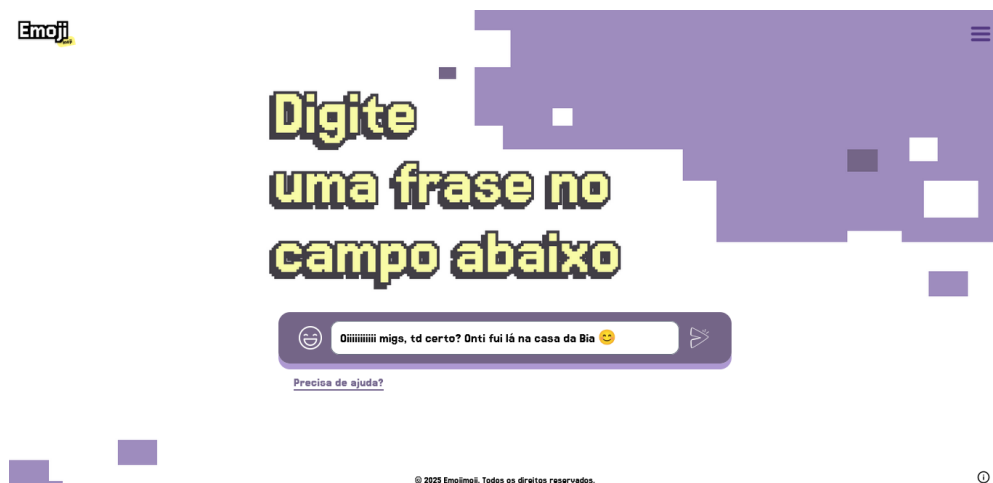 Emoji
Digite
uma frase no
campo abaixo
Oiiiiiiiiiii migs, td certo? Onti fui lá na casa da Bia 😊
Precisa de ajuda?
© 2025 Emojimoji. Todos os direitos reservados.